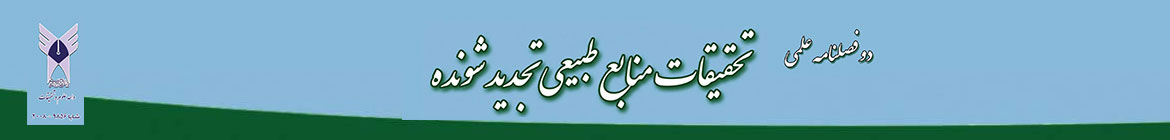 دو فصلنامه علمی
تحقیقات منابع طبیعی تجدید شونده